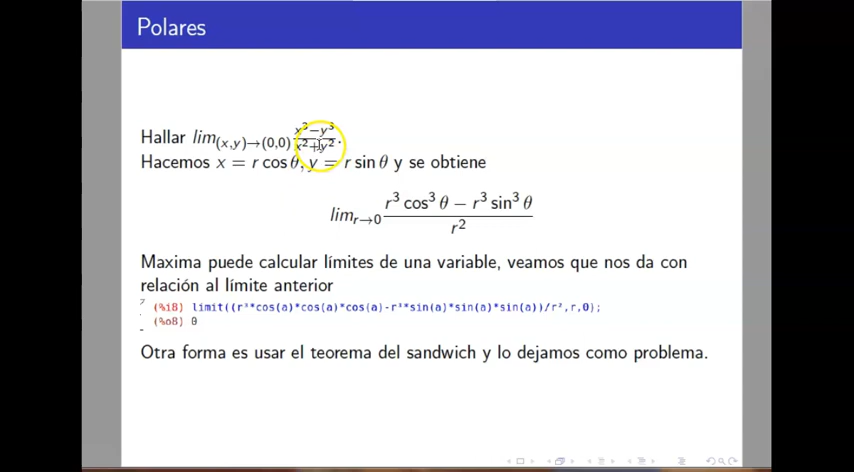 Polares
Hallar lim(x,y)→(0,0) x³−y³ / x²+y².
Hacemos x = r cos θ, y = r sin θ y se obtiene
lim r→0 r³ cos³ θ − r³ sin³ θ / r²
Maxima puede calcular límites de una variable, veamos que nos da con
relación al límite anterior
(%i8) limit((r³*cos(a)*cos(a)*cos(a)-r³*sin(a)*sin(a)*sin(a))/r²,r,0);
(%o8) 0
Otra forma es usar el teorema del sandwich y lo dejamos como problema.